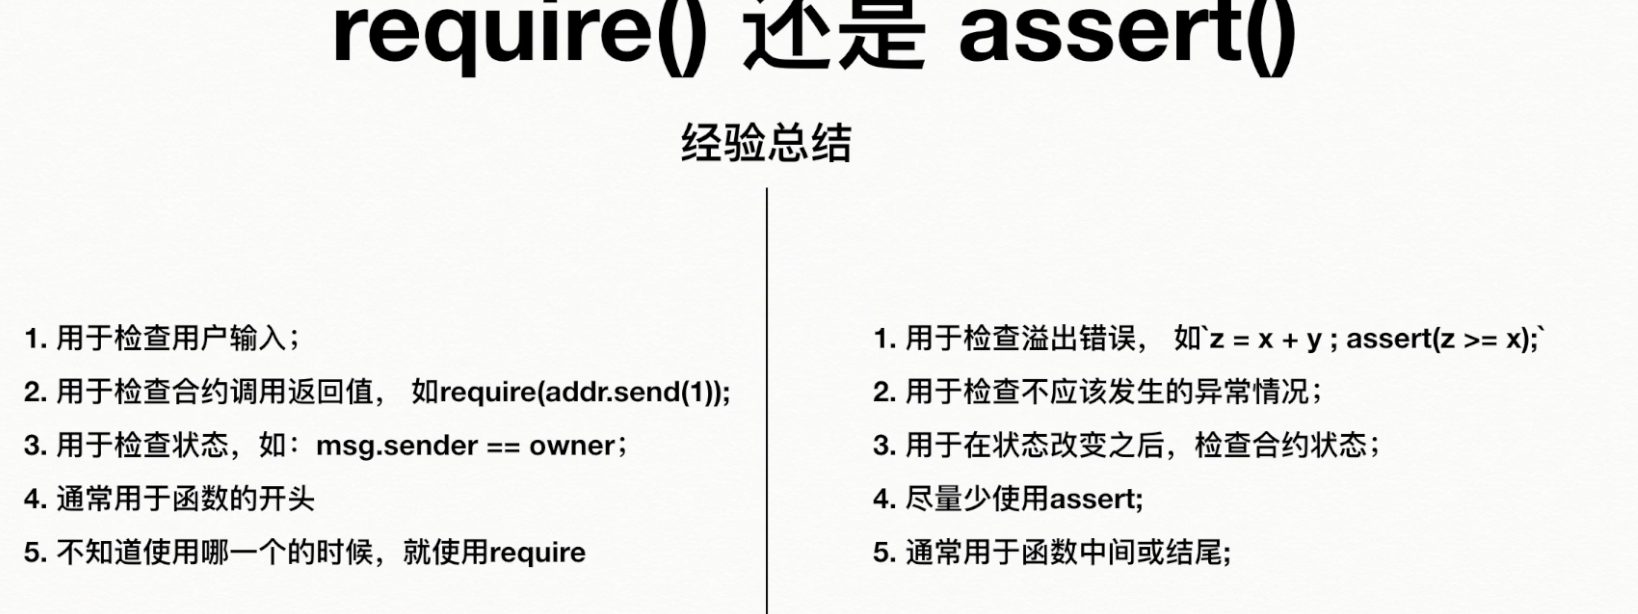 require() 还是 assert()
经验总结
1. 用于检查用户输入；
2. 用于检查合约调用返回值， 如require(addr.send(1));
3. 用于检查状态，如：msg.sender == owner；
4. 通常用于函数的开头
5. 不知道使用哪一个的时候，就使用require
1. 用于检查溢出错误， 如`z = x + y ; assert(z >= x);`
2. 用于检查不应该发生的异常情况；
3. 用于在状态改变之后，检查合约状态；
4. 尽量少使用assert;
5. 通常用于函数中间或结尾;